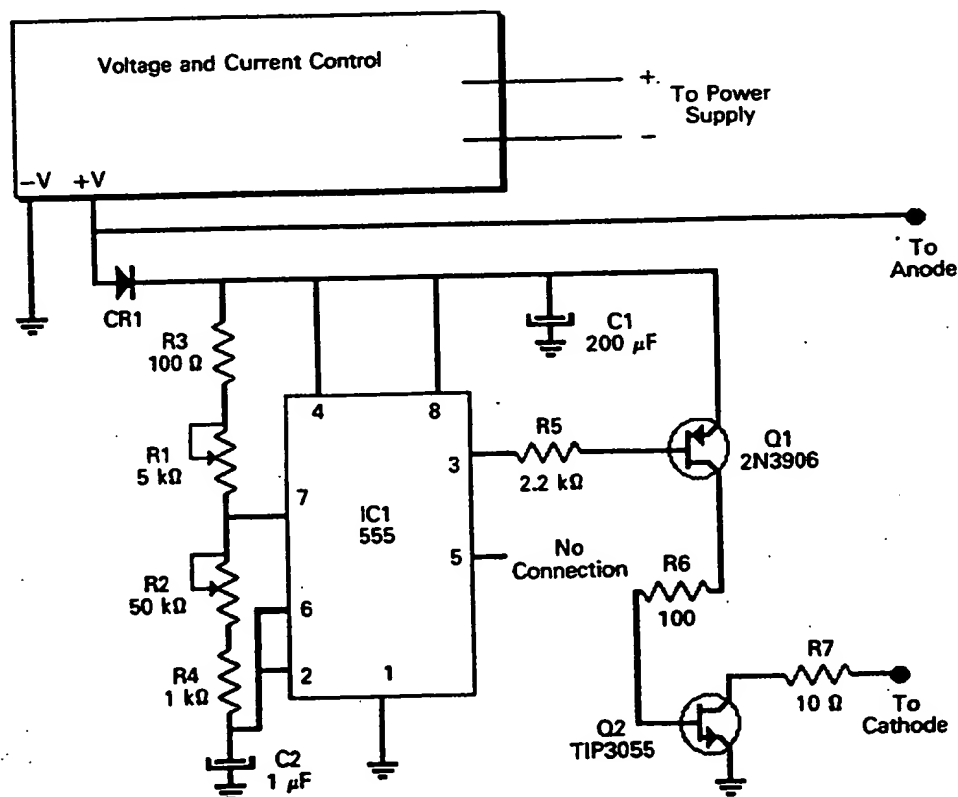 Voltage and Current Control
+
To Power
Supply
−
−V +V
To
Anode
CR1
R3
100 Ω
C1
200 μF
4 8
R1
5 kΩ
3
R5
2.2 kΩ
Q1
2N3906
7
IC1
555
5
No
Connection
R2
50 kΩ
6
R6
100
R4
1 kΩ
2
1
R7
10 Ω
To
Cathode
Q2
TIP3055
C2
1 μF